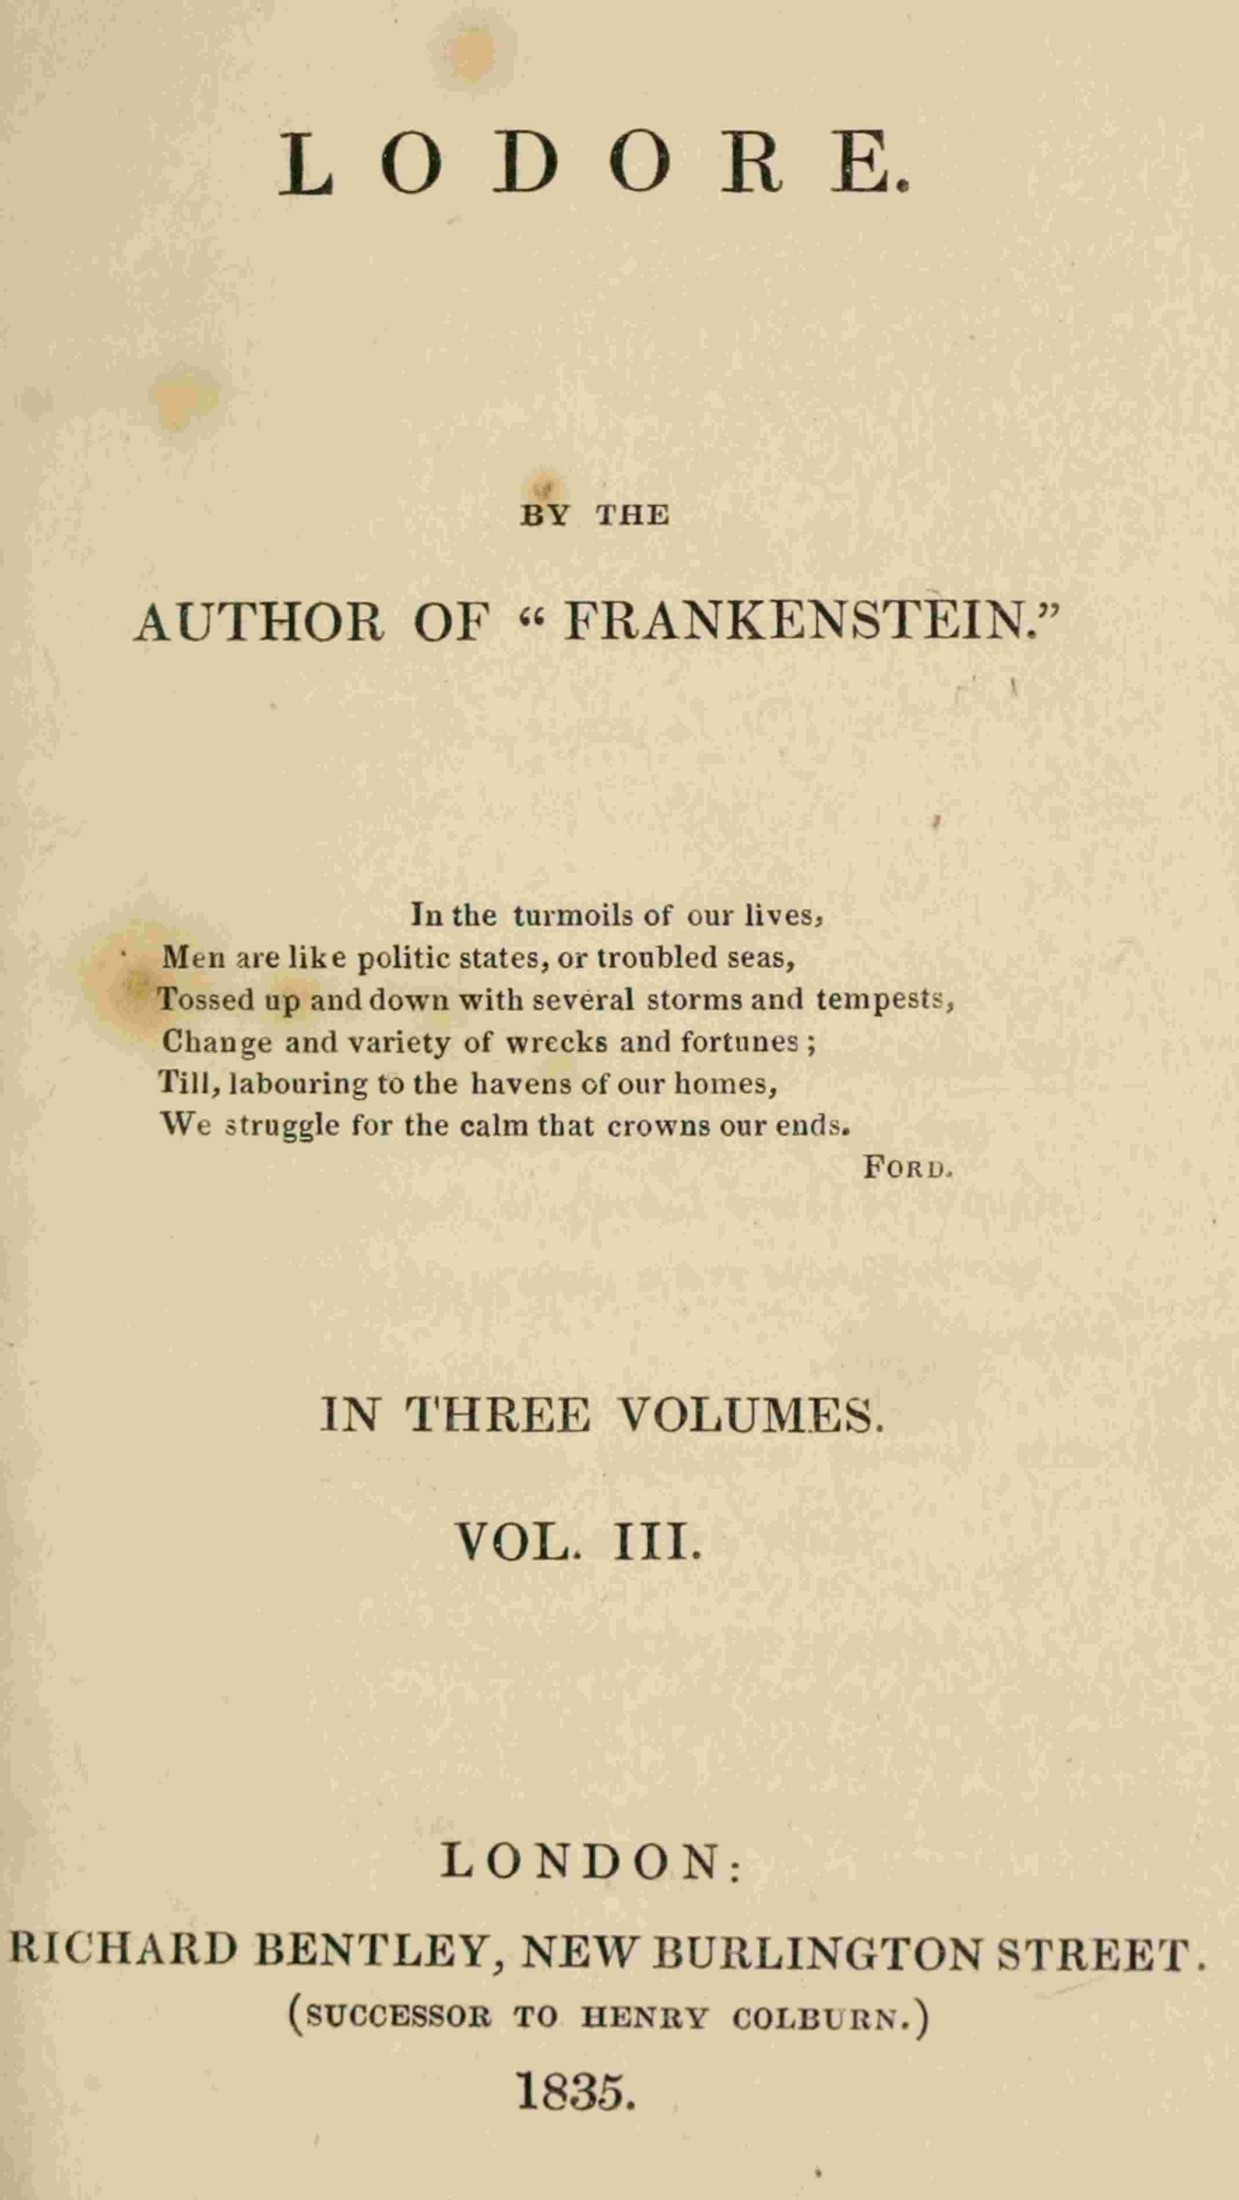 LODORE.
BY THE
AUTHOR OF “ FRANKENSTEIN.”
In the turmoils of our lives,
Men are like politic states, or troubled seas,
Tossed up and down with several storms and tempests,
Change and variety of wrecks and fortunes ;
Till, labouring to the havens of our homes,
We struggle for the calm that crowns our ends.
FORD.
IN THREE VOLUMES.
VOL. III.
LONDON:
RICHARD BENTLEY, NEW BURLINGTON STREET.
(SUCCESSOR TO HENRY COLBURN.)
1835.